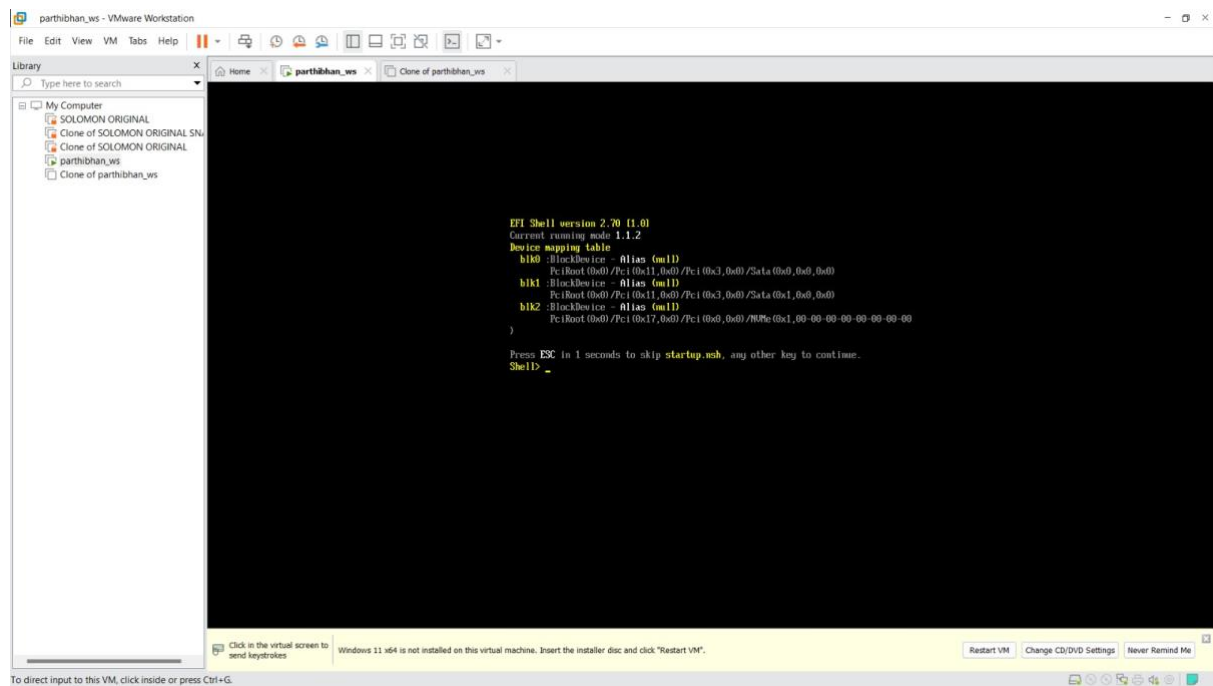 parthibhan_ws - VMware Workstation
File Edit View VM Tabs Help
Library
Type here to search
My Computer
SOLOMON ORIGINAL
Clone of SOLOMON ORIGINAL SNA
Clone of SOLOMON ORIGINAL
parthibhan_ws
Clone of parthibhan_ws
Home parthibhan_ws Clone of parthibhan_ws
EFI Shell version 2.70 [1.0]
Current running mode 1.1.2
Device mapping table
blk0 :BlockDevice - Alias (null)
PciRoot(0x0)/Pci(0x11,0x0)/Pci(0x3,0x0)/Sata(0x0,0x0,0x0)
blk1 :BlockDevice - Alias (null)
PciRoot(0x0)/Pci(0x11,0x0)/Pci(0x3,0x0)/Sata(0x1,0x0,0x0)
blk2 :BlockDevice - Alias (null)
PciRoot(0x0)/Pci(0x17,0x0)/Pci(0x0,0x0)/NVMe(0x1,00-00-00-00-00-00-00-00
)
Press ESC in 1 seconds to skip startup.nsh, any other key to continue.
Shell> _
Click in the virtual screen to
send keystrokes
Windows 11 x64 is not installed on this virtual machine. Insert the installer disc and click "Restart VM".
Restart VM Change CD/DVD Settings Never Remind Me
To direct input to this VM, click inside or press Ctrl+G.